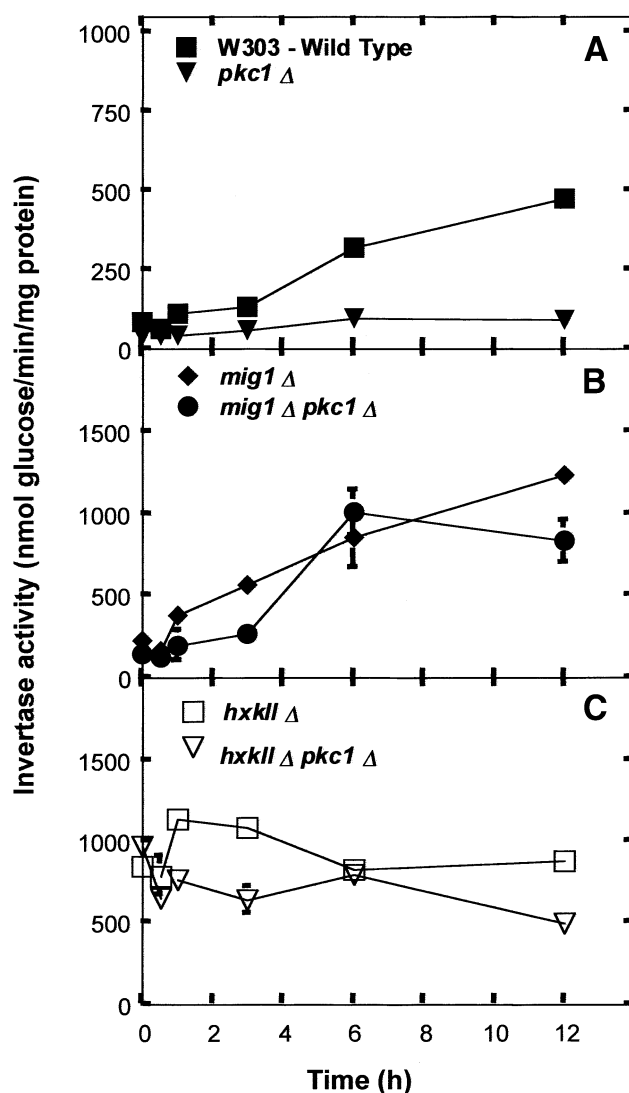 1000
A
W303 - Wild Type
pkc1 Δ
750
500
250
0
B
mig1 Δ
mig1 Δ pkc1 Δ
1500
1000
500
0
C
hxkII Δ
hxkII Δ pkc1 Δ
1500
1000
500
0
0 2 4 6 8 10 12
Time (h)
Invertase activity (nmol glucose/min/mg protein)